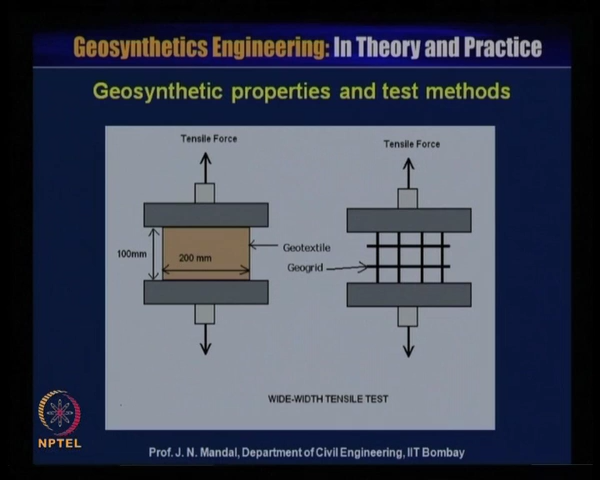 Geosynthetics Engineering: In Theory and Practice
Geosynthetic properties and test methods
Tensile Force
Tensile Force
100mm
200 mm
Geotextile
Geogrid
WIDE-WIDTH TENSILE TEST
NPTEL
Prof. J. N. Mandal, Department of Civil Engineering, IIT Bombay